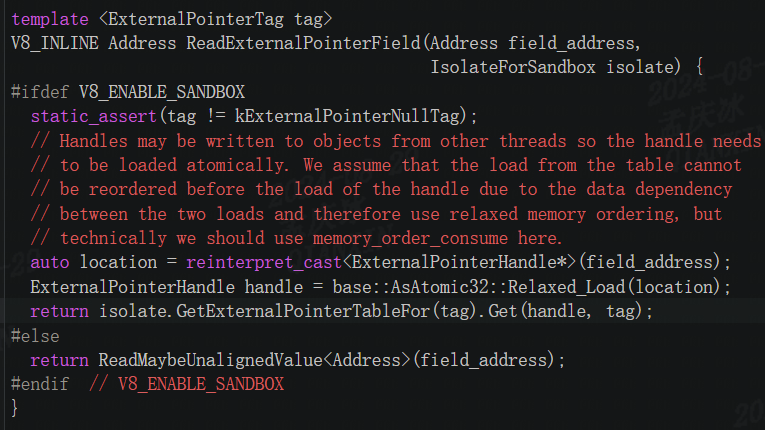 template <ExternalPointerTag tag>
V8_INLINE Address ReadExternalPointerField(Address field_address,
                                           IsolateForSandbox isolate) {
#ifdef V8_ENABLE_SANDBOX
  static_assert(tag != kExternalPointerNullTag);
  // Handles may be written to objects from other threads so the handle needs
  // to be loaded atomically. We assume that the load from the table cannot
  // be reordered before the load of the handle due to the data dependency
  // between the two loads and therefore use relaxed memory ordering, but
  // technically we should use memory_order_consume here.
  auto location = reinterpret_cast<ExternalPointerHandle*>(field_address);
  ExternalPointerHandle handle = base::AsAtomic32::Relaxed_Load(location);
  return isolate.GetExternalPointerTableFor(tag).Get(handle, tag);
#else
  return ReadMaybeUnalignedValue<Address>(field_address);
#endif  // V8_ENABLE_SANDBOX
}